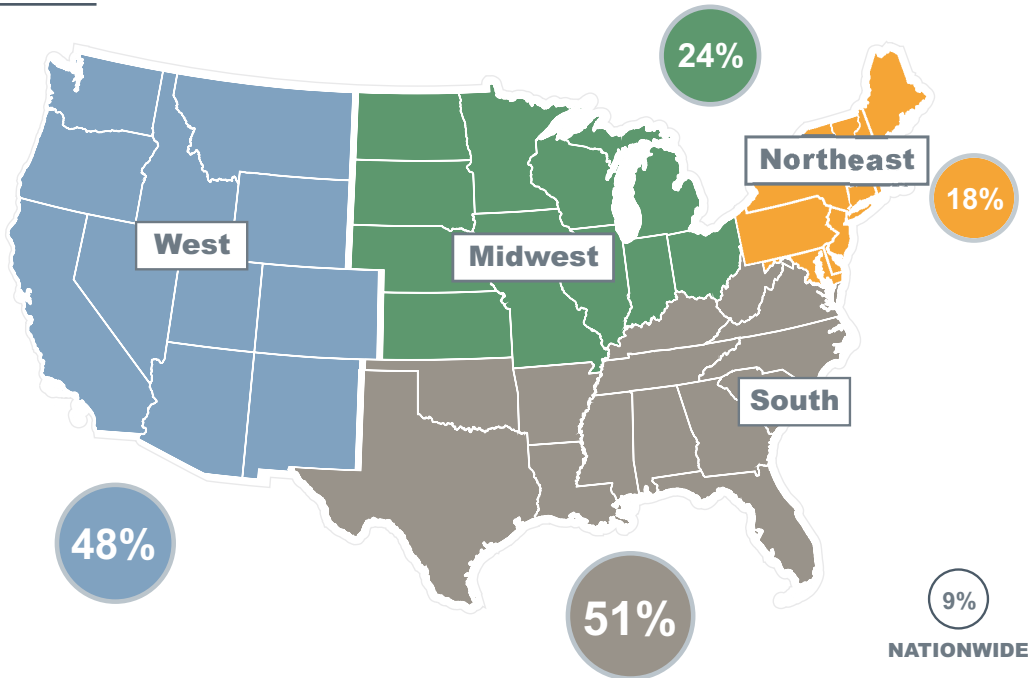 24%
Northeast
18%
West
Midwest
South
48%
51%
9%
NATIONWIDE